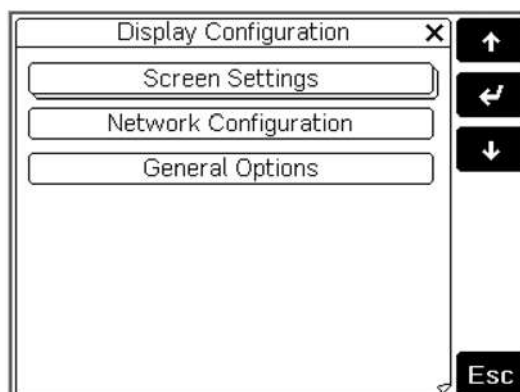 Display Configuration
Screen Settings
Network Configuration
General Options
Esc